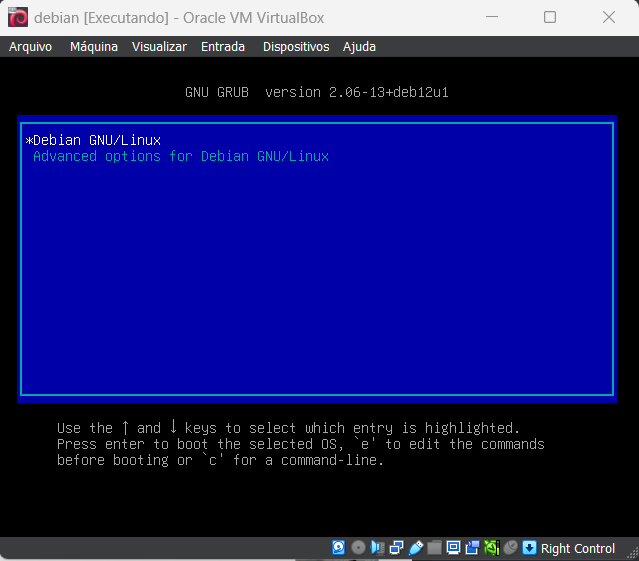 debian [Executando] - Oracle VM VirtualBox
Arquivo Máquina Visualizar Entrada Dispositivos Ajuda
GNU GRUB version 2.06-13+deb12u1
*Debian GNU/Linux
Advanced options for Debian GNU/Linux
Use the ↑ and ↓ keys to select which entry is highlighted.
Press enter to boot the selected OS, `e' to edit the commands
before booting or `c' for a command-line.
Right Control